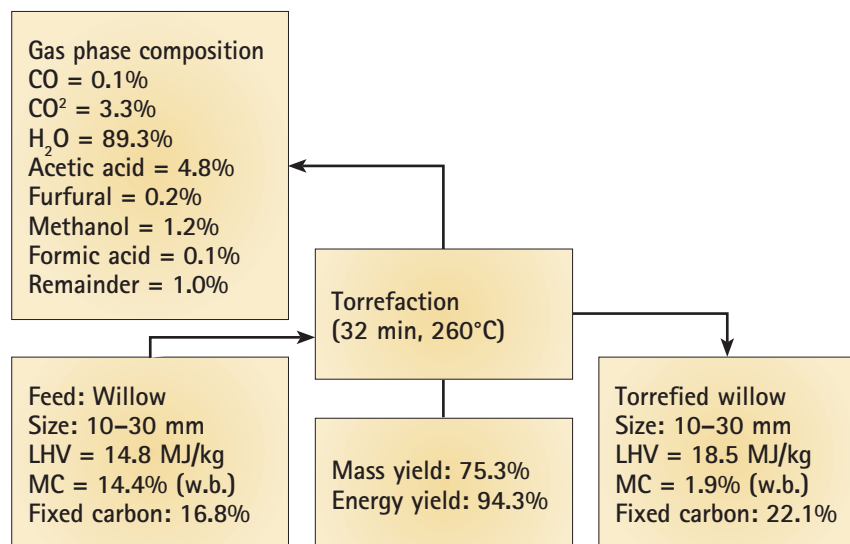 Gas phase composition
CO = 0.1%
CO² = 3.3%
H₂O = 89.3%
Acetic acid = 4.8%
Furfural = 0.2%
Methanol = 1.2%
Formic acid = 0.1%
Remainder = 1.0%
Torrefaction
(32 min, 260°C)
Feed: Willow
Size: 10–30 mm
LHV = 14.8 MJ/kg
MC = 14.4% (w.b.)
Fixed carbon: 16.8%
Mass yield: 75.3%
Energy yield: 94.3%
Torrefied willow
Size: 10–30 mm
LHV = 18.5 MJ/kg
MC = 1.9% (w.b.)
Fixed carbon: 22.1%